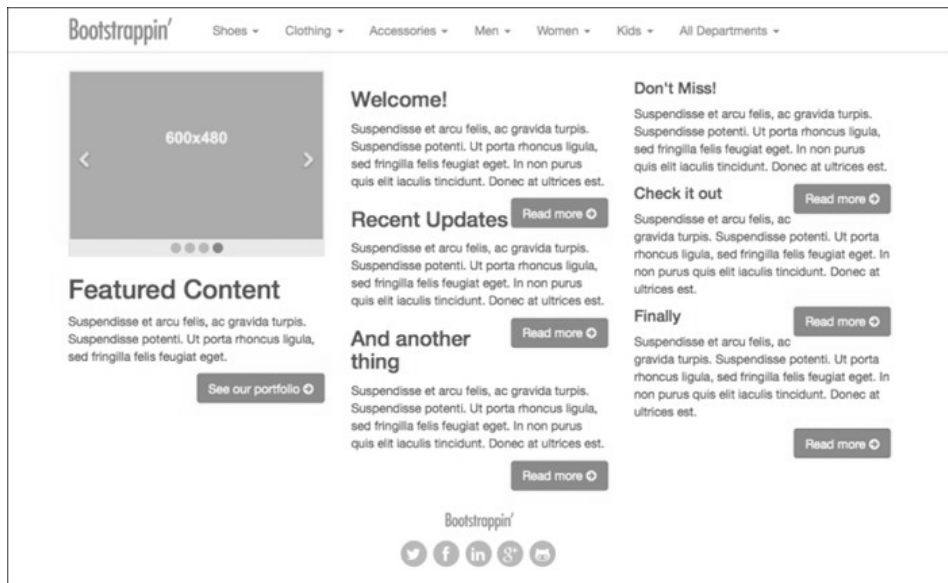 Bootstrappin'
Shoes
Clothing
Accessories
Men
Women
Kids
All Departments
600x480
Featured Content
Suspendisse et arcu felis, ac gravida turpis.
Suspendisse potenti. Ut porta rhoncus ligula,
sed fringilla felis feugiat eget.
See our portfolio
Welcome!
Suspendisse et arcu felis, ac gravida turpis.
Suspendisse potenti. Ut porta rhoncus ligula,
sed fringilla felis feugiat eget. In non purus
quis elit iaculis tincidunt. Donec at ultrices est.
Read more
Recent Updates
Suspendisse et arcu felis, ac gravida turpis.
Suspendisse potenti. Ut porta rhoncus ligula,
sed fringilla felis feugiat eget. In non purus
quis elit iaculis tincidunt. Donec at ultrices est.
Read more
And another
thing
Suspendisse et arcu felis, ac gravida turpis.
Suspendisse potenti. Ut porta rhoncus ligula,
sed fringilla felis feugiat eget. In non purus
quis elit iaculis tincidunt. Donec at ultrices est.
Read more
Don't Miss!
Suspendisse et arcu felis, ac gravida turpis.
Suspendisse potenti. Ut porta rhoncus ligula,
sed fringilla felis feugiat eget. In non purus
quis elit iaculis tincidunt. Donec at ultrices est.
Read more
Check it out
Suspendisse et arcu felis, ac
gravida turpis. Suspendisse potenti. Ut porta
rhoncus ligula, sed fringilla felis feugiat eget. In
non purus quis elit iaculis tincidunt. Donec at
ultrices est.
Read more
Finally
Suspendisse et arcu felis, ac
gravida turpis. Suspendisse potenti. Ut porta
rhoncus ligula, sed fringilla felis feugiat eget. In
non purus quis elit iaculis tincidunt. Donec at
ultrices est.
Read more
Bootstrappin'